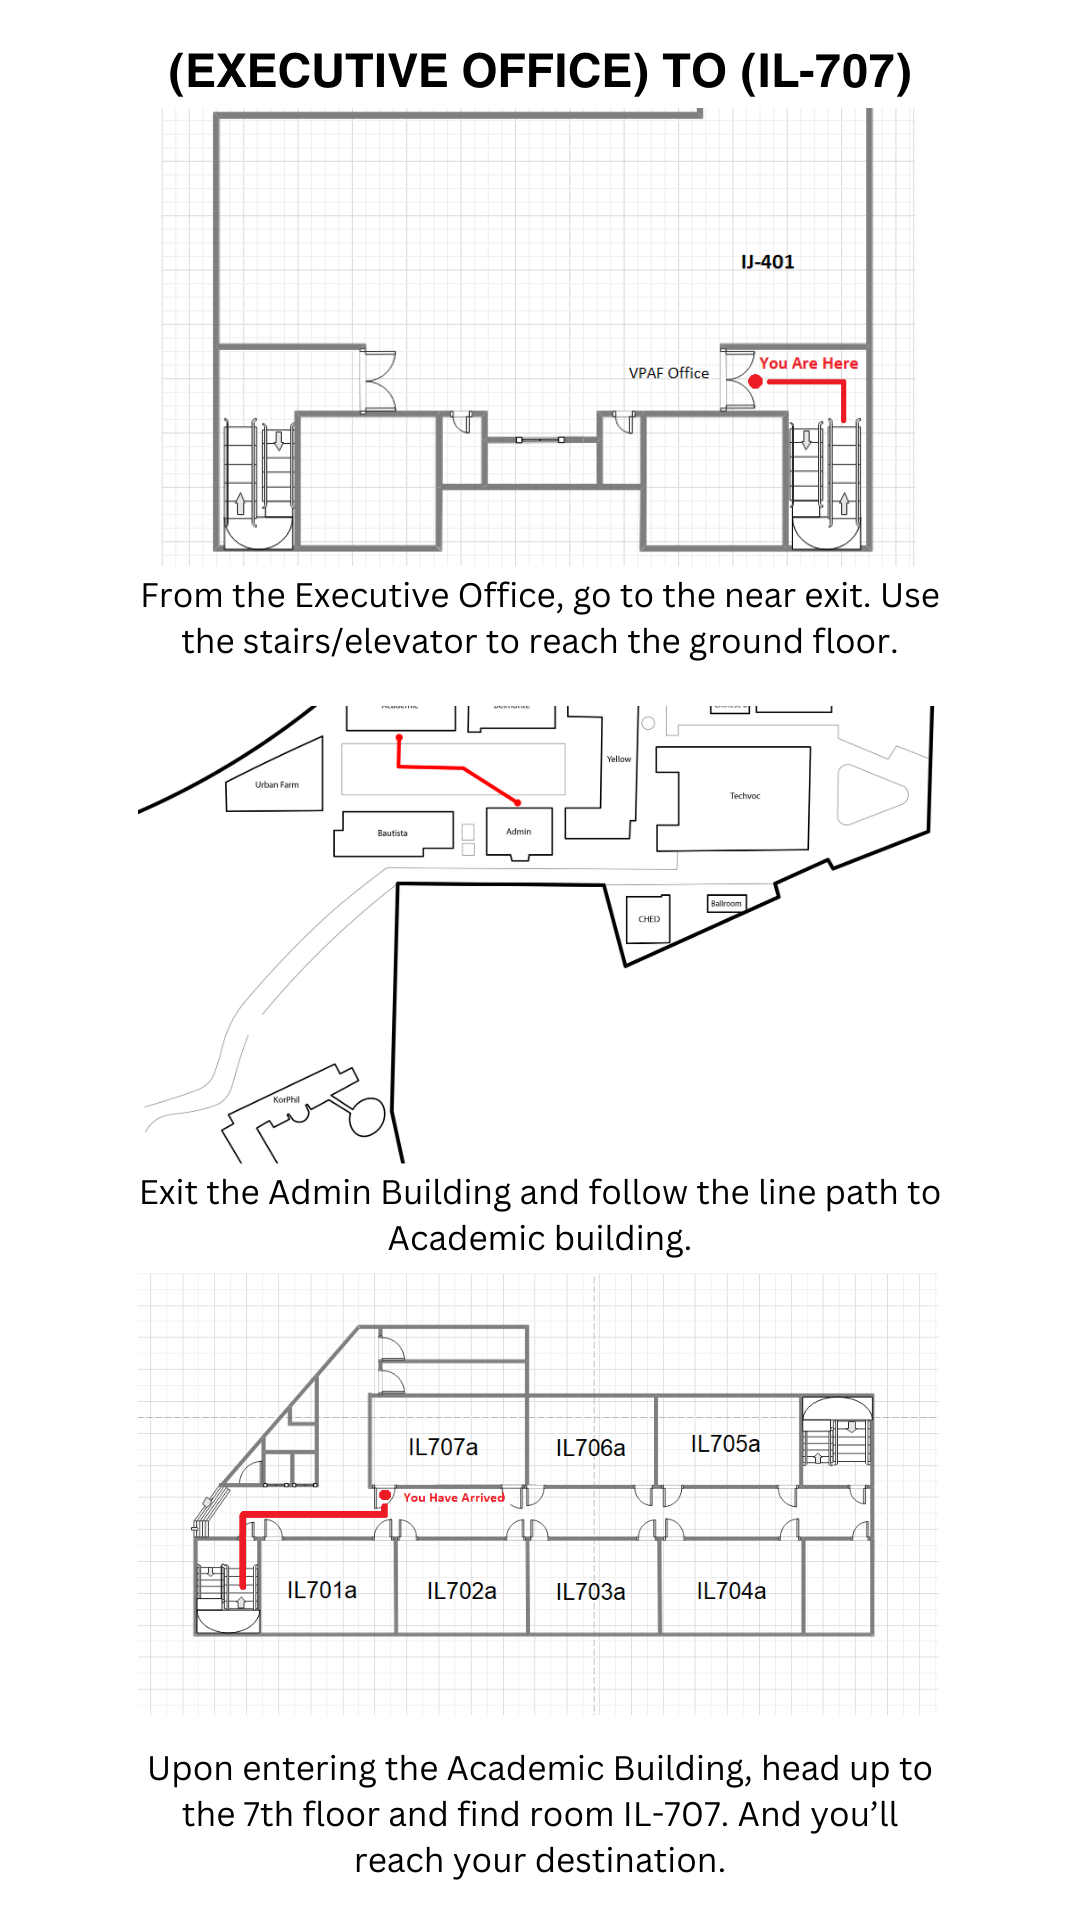 (EXECUTIVE OFFICE) TO (IL-707)
IJ-401
You Are Here
VPAF Office
From the Executive Office, go to the near exit. Use
the stairs/elevator to reach the ground floor.
Academic
Belmonte
Yellow
Urban Farm
Techvoc
Bautista
Admin
CHED
Ballroom
KorPhil
Exit the Admin Building and follow the line path to
Academic building.
IL707a
IL706a
IL705a
You Have Arrived
IL701a
IL702a
IL703a
IL704a
Upon entering the Academic Building, head up to
the 7th floor and find room IL-707. And you’ll
reach your destination.